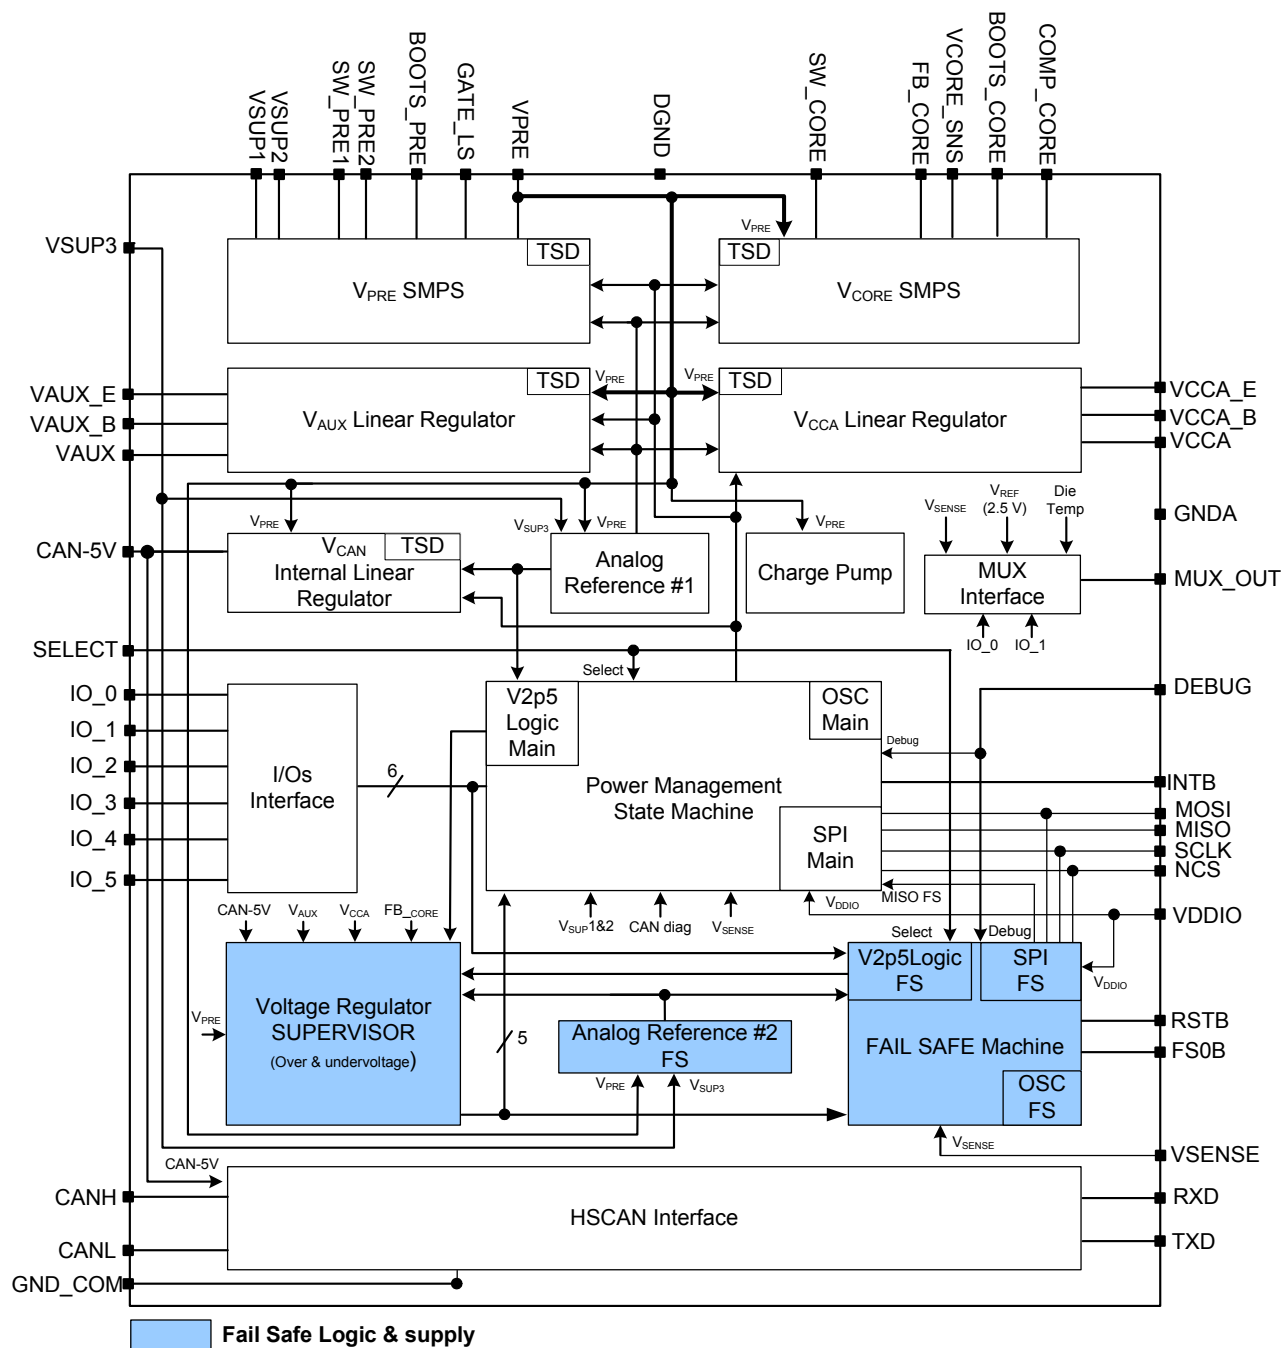 VSUP1
VSUP2
SW_PRE1
SW_PRE2
BOOTS_PRE
GATE_LS
VPRE
DGND
SW_CORE
FB_CORE
VCORE_SNS
BOOTS_CORE
COMP_CORE
VSUP3
TSD
VPRE SMPS
VPRE
TSD
VCORE SMPS
VAUX_E
VAUX_B
VAUX
TSD
VAUX Linear Regulator
VPRE
VPRE
TSD
VCCA Linear Regulator
VCCA_E
VCCA_B
VCCA
VPRE
VSUP3
VPRE
VPRE
VSENSE
VREF
(2.5 V)
Die
Temp
GNDA
CAN-5V
VCAN
TSD
Internal Linear
Regulator
Analog
Reference #1
Charge Pump
MUX
Interface
MUX_OUT
IO_0
IO_1
SELECT
Select
IO_0
IO_1
IO_2
IO_3
IO_4
IO_5
I/Os
Interface
6
V2p5
Logic
Main
OSC
Main
Power Management
State Machine
SPI
Main
Debug
DEBUG
INTB
MOSI
MISO
SCLK
NCS
MISO FS
VDDIO
VDDIO
CAN-5V
VAUX
VCCA
FB_CORE
VSUP1&2
CAN diag
VSENSE
Select
Debug
VPRE
Voltage Regulator
SUPERVISOR
(Over & undervoltage)
5
Analog Reference #2
FS
VPRE
VSUP3
V2p5Logic
FS
SPI
FS
VDDIO
FAIL SAFE Machine
OSC
FS
RSTB
FS0B
VSENSE
VSENSE
CAN-5V
CANH
CANL
GND_COM
HSCAN Interface
RXD
TXD
Fail Safe Logic & supply